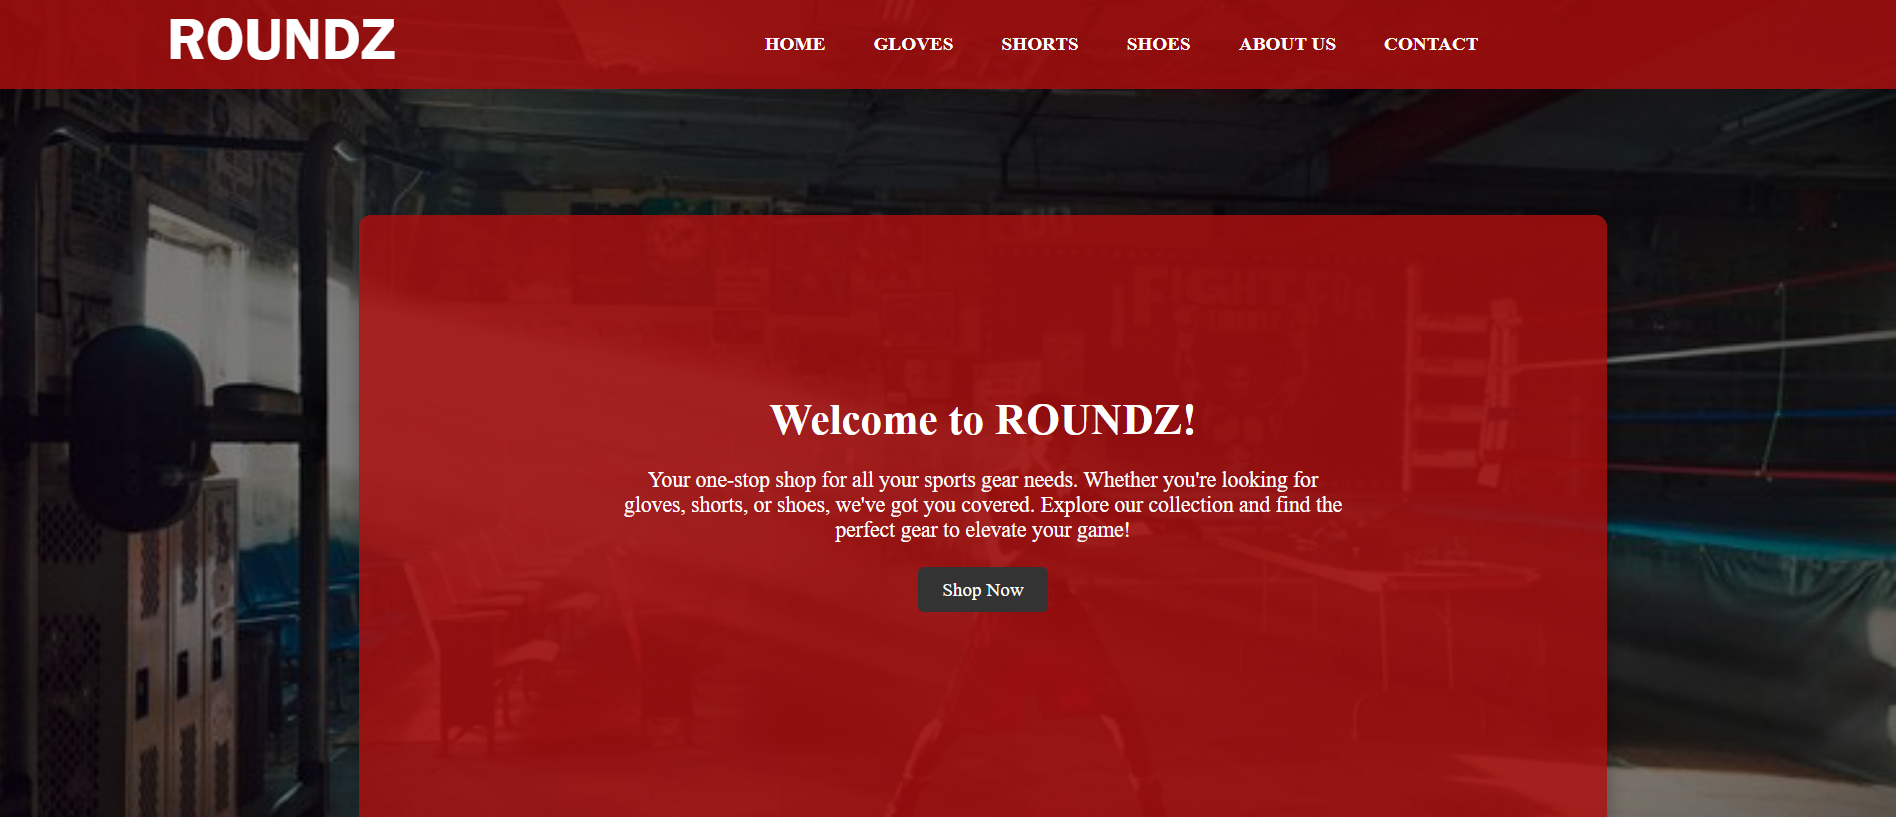 ROUNDZ
HOME GLOVES SHORTS SHOES ABOUT US CONTACT
FIGHT FOR
Welcome to ROUNDZ!
Your one-stop shop for all your sports gear needs. Whether you're looking for
gloves, shorts, or shoes, we've got you covered. Explore our collection and find the
perfect gear to elevate your game!
Shop Now